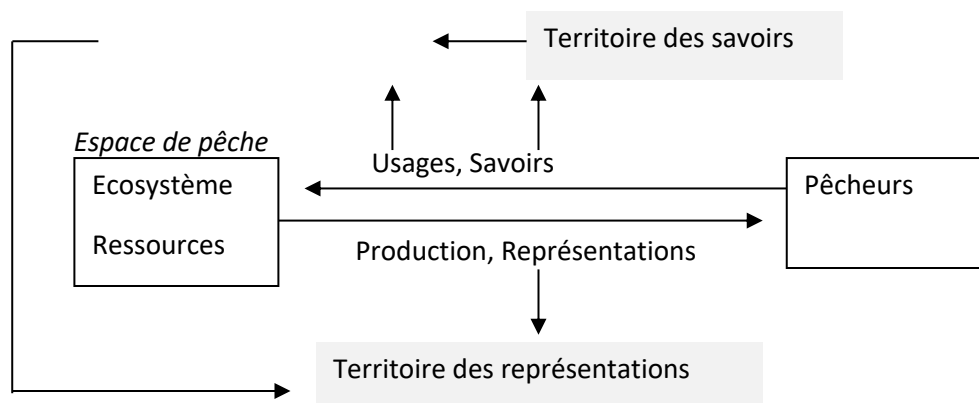 Territoire des savoirs
Espace de pêche
Usages, Savoirs
Ecosystème
Pêcheurs
Ressources
Production, Représentations
Territoire des représentations